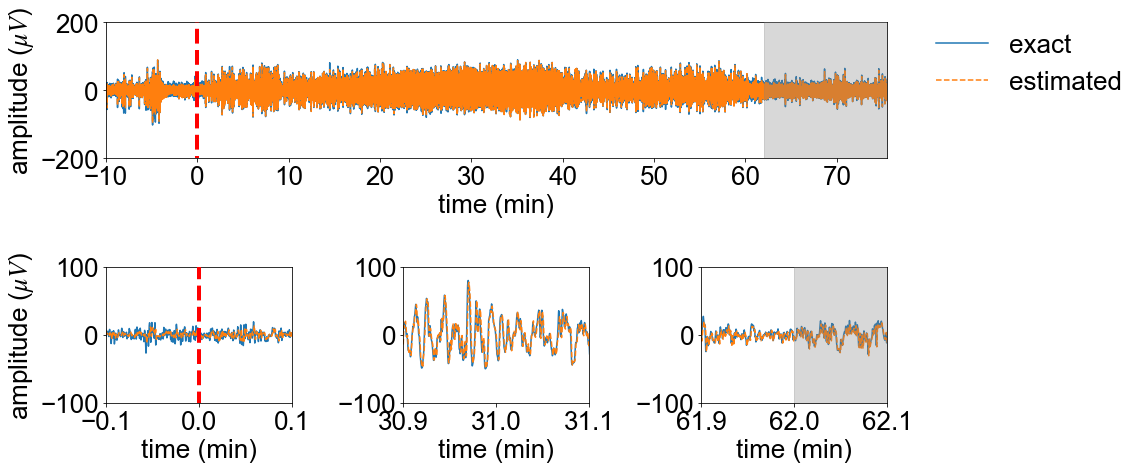 amplitude (μV)
200
0
−200
−10 0 10 20 30 40 50 60 70
time (min)
exact
estimated
amplitude (μV)
100
0
−100
−0.1 0.0 0.1
time (min)
100
0
−100
30.9 31.0 31.1
time (min)
100
0
−100
61.9 62.0 62.1
time (min)